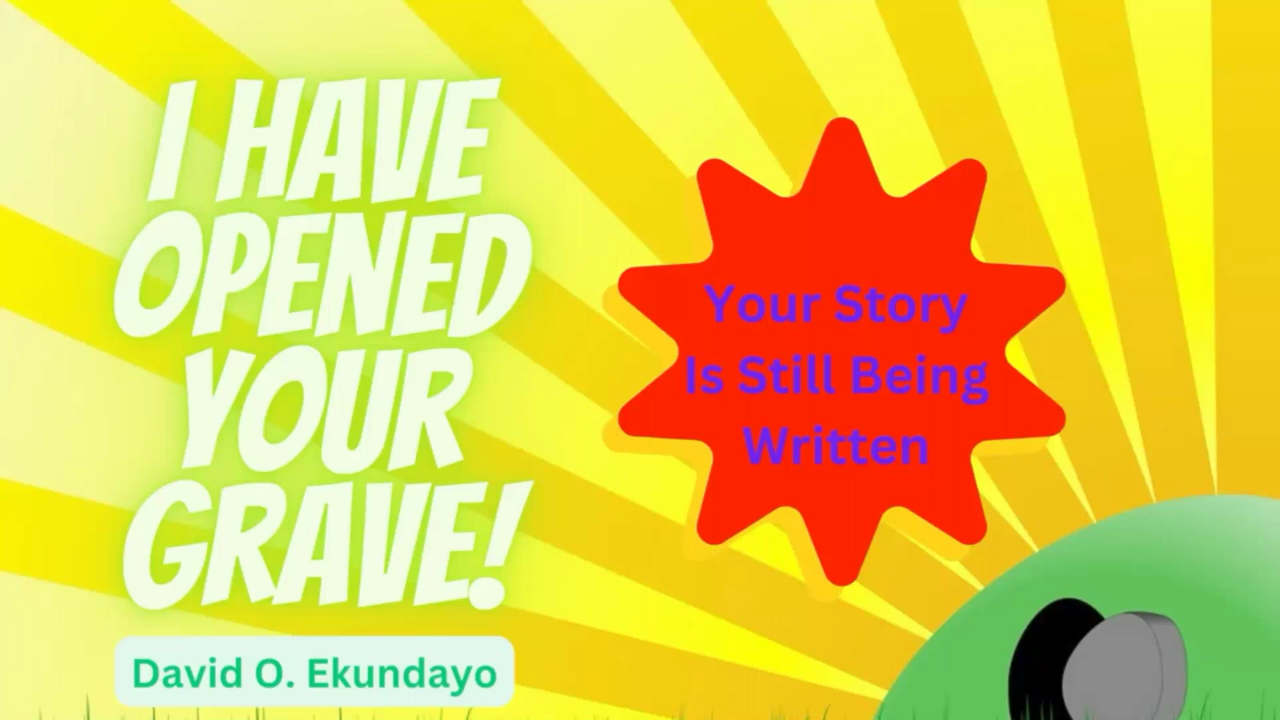 I HAVE
OPENED
YOUR
GRAVE!
David O. Ekundayo
Your Story
Is Still Being
Written